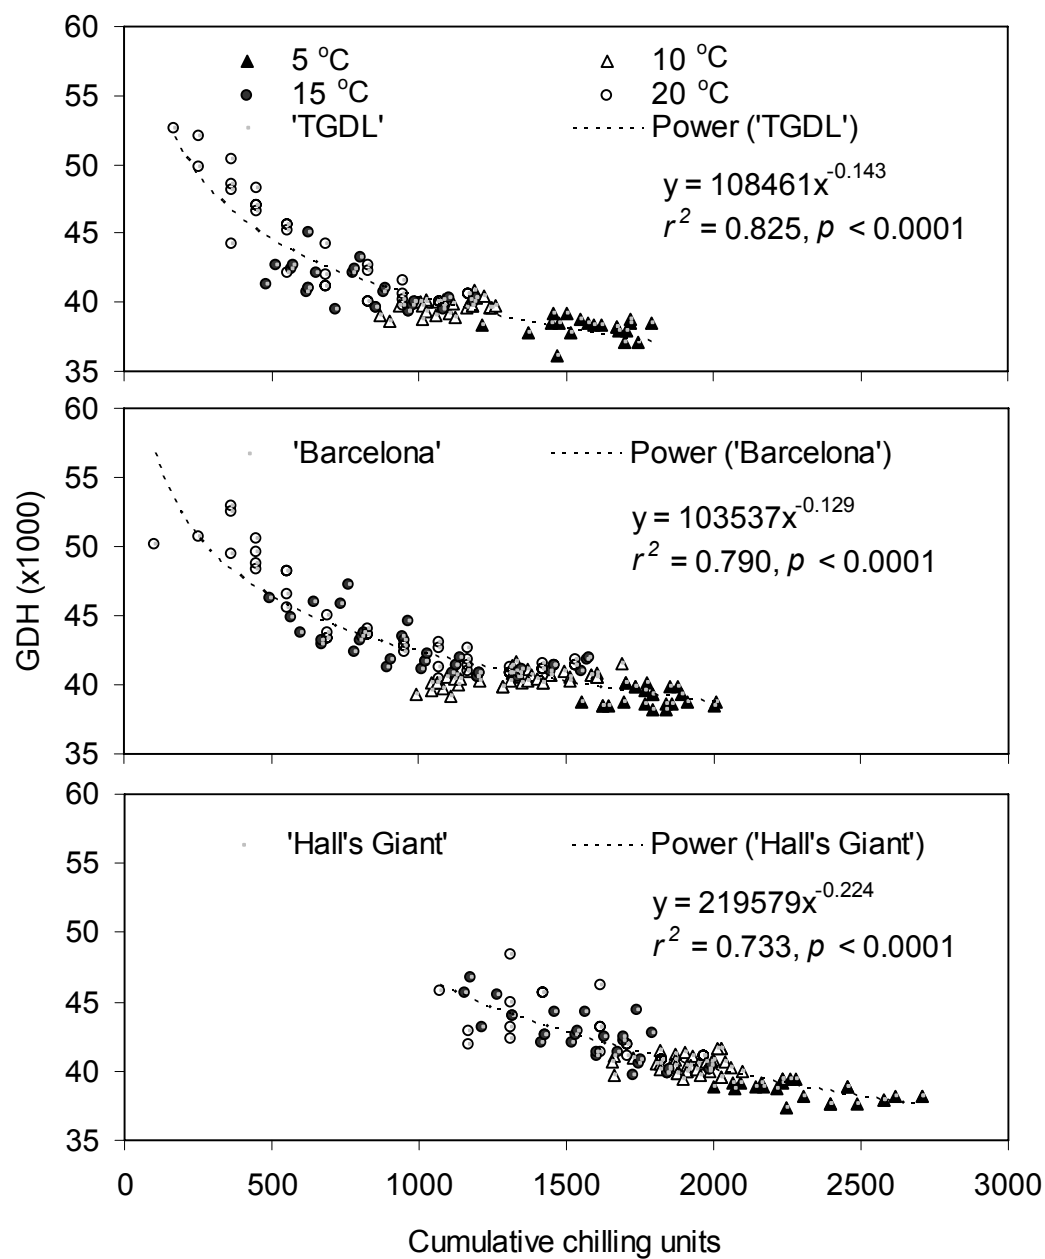 60
55
50
45
40
35
5 °C
10 °C
15 °C
20 °C
'TGDL'
Power ('TGDL')
y = 108461x^-0.143
r² = 0.825, p < 0.0001
60
55
50
45
40
35
'Barcelona'
Power ('Barcelona')
y = 103537x^-0.129
r² = 0.790, p < 0.0001
GDH (x1000)
60
55
50
45
40
35
'Hall's Giant'
Power ('Hall's Giant')
y = 219579x^-0.224
r² = 0.733, p < 0.0001
0 500 1000 1500 2000 2500 3000
Cumulative chilling units